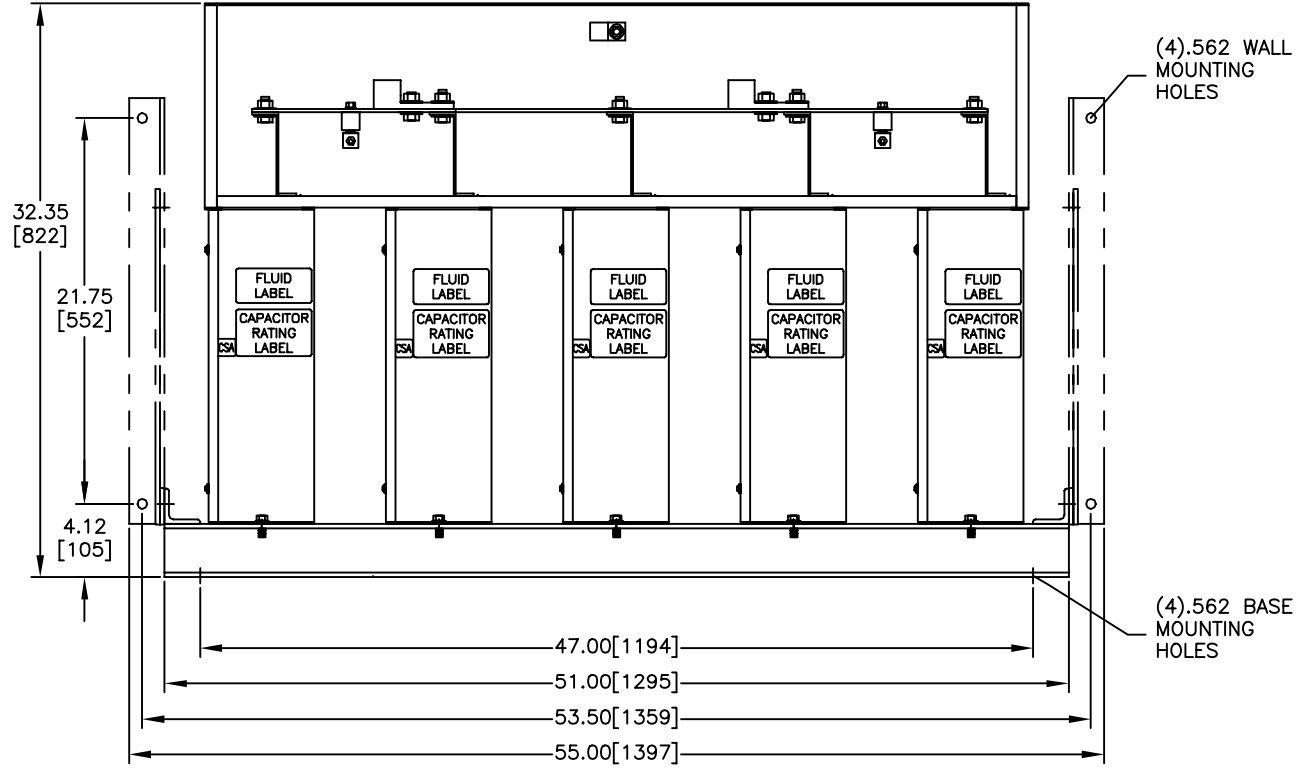 (4).562 WALL
MOUNTING
HOLES
32.35
[822]
21.75
[552]
4.12
[105]
FLUID
LABEL
CAPACITOR
RATING
LABEL
CSA
FLUID
LABEL
CAPACITOR
RATING
LABEL
CSA
FLUID
LABEL
CAPACITOR
RATING
LABEL
CSA
FLUID
LABEL
CAPACITOR
RATING
LABEL
CSA
FLUID
LABEL
CAPACITOR
RATING
LABEL
CSA
(4).562 BASE
MOUNTING
HOLES
47.00[1194]
51.00[1295]
53.50[1359]
55.00[1397]